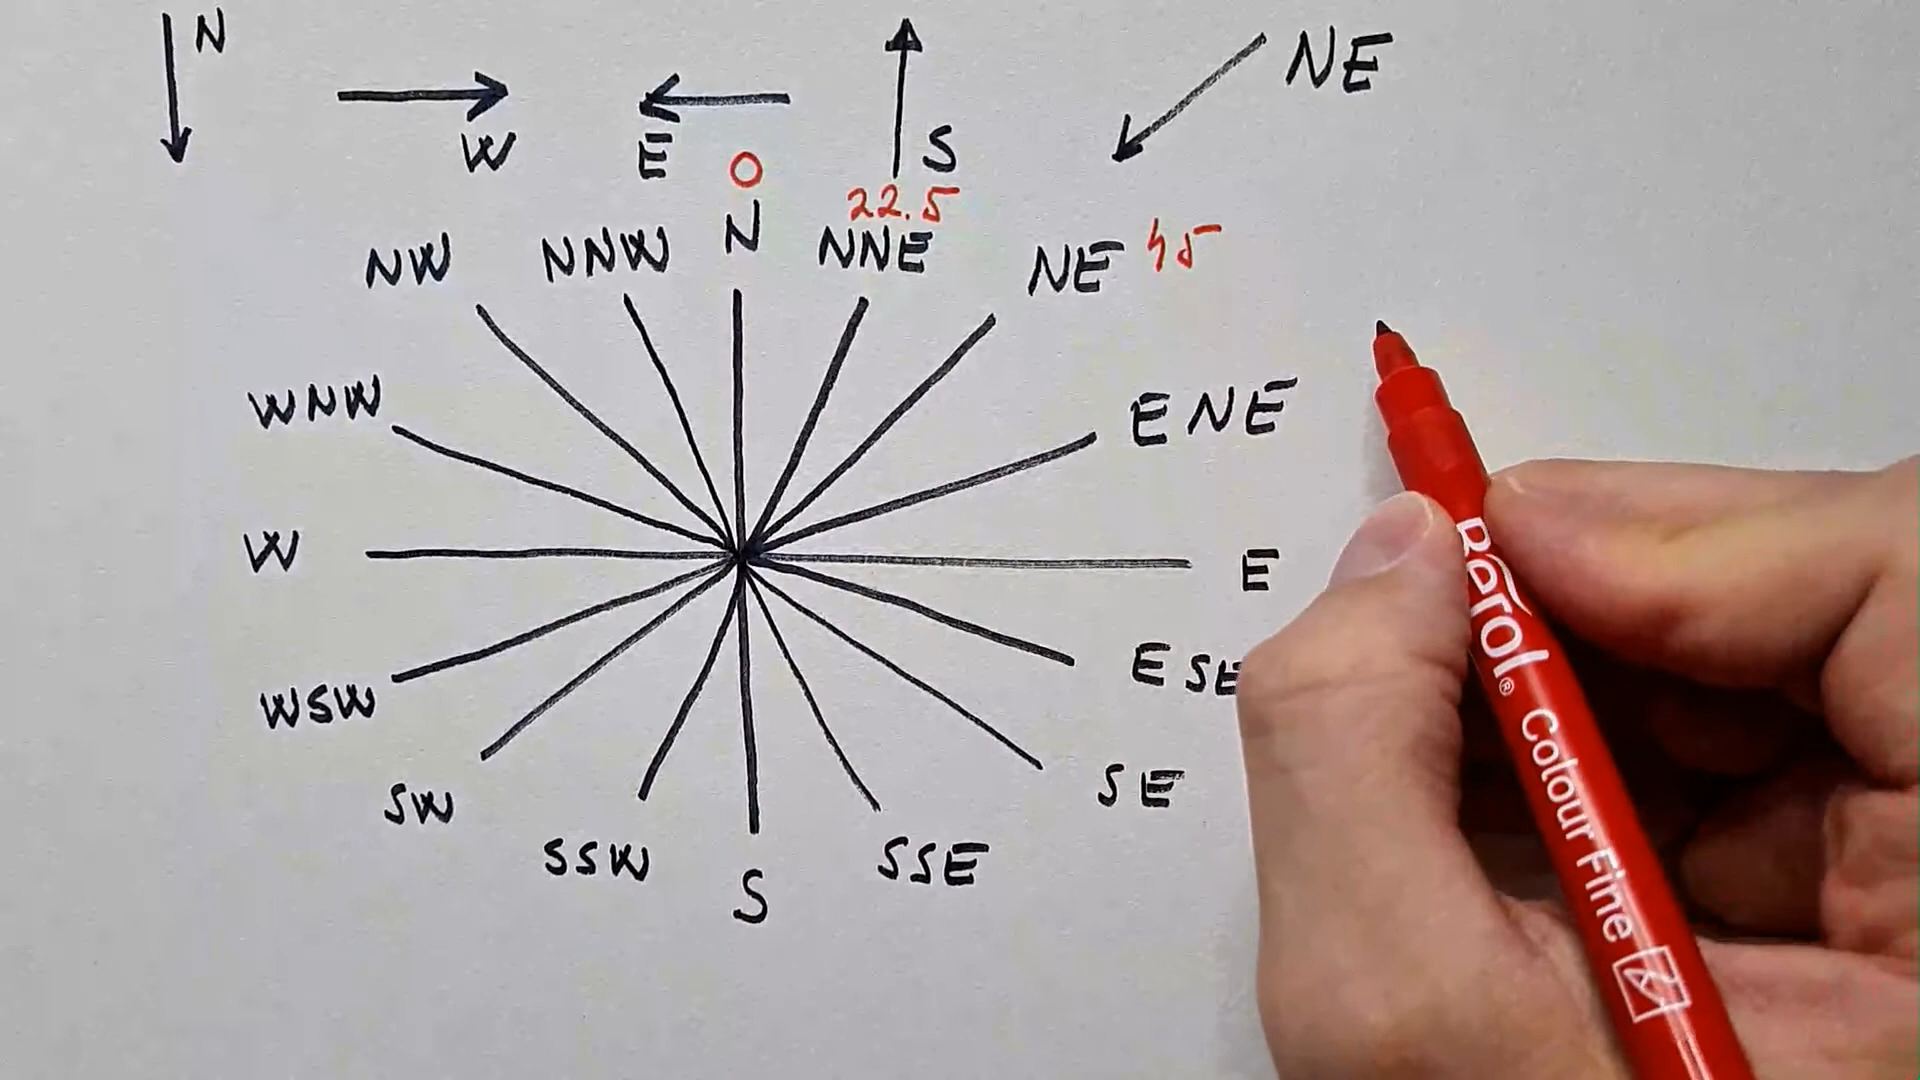 N
NE
W
E
S
0
22.5
N
NNE
NW
NNW
NE 45
WNW
ENE
W
E
ESE
WSW
SE
SW
SSW
SSE
S
Berol®
Colour Fine